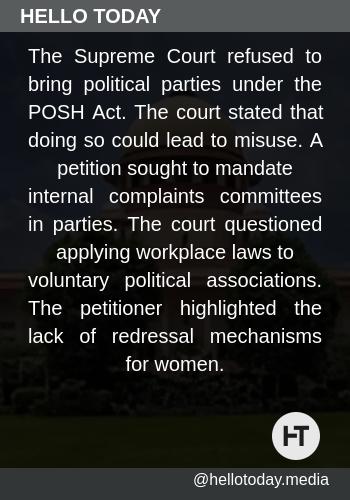 HELLO TODAY
The Supreme Court refused to
bring political parties under the
POSH Act. The court stated that
doing so could lead to misuse. A
petition sought to mandate
internal complaints committees
in parties. The court questioned
applying workplace laws to
voluntary political associations.
The petitioner highlighted the
lack of redressal mechanisms
for women.
HT
@hellotoday.media